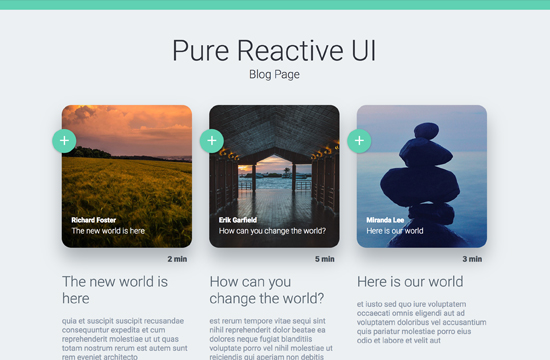 Pure Reactive UI
Blog Page
+
Richard Foster
The new world is here
2 min
The new world is
here
quia et suscipit suscipit recusandae
consequuntur expedita et cum
reprehenderit molestiae ut ut quas
totam nostrum rerum est autem sunt
rem eveniet architecto
+
Erik Garfield
How can you change the world?
5 min
How can you
change the world?
est rerum tempore vitae sequi sint
nihil reprehenderit dolor beatae ea
dolores neque fugiat blanditiis
voluptate porro vel nihil molestiae ut
reiciendis qui aperiam non debitis
+
Miranda Lee
Here is our world
3 min
Here is our world
et iusto sed quo iure voluptatem
occaecati omnis eligendi aut ad
voluptatem doloribus vel accusantium
quis pariatur molestiae porro eius
odio et labore et velit aut